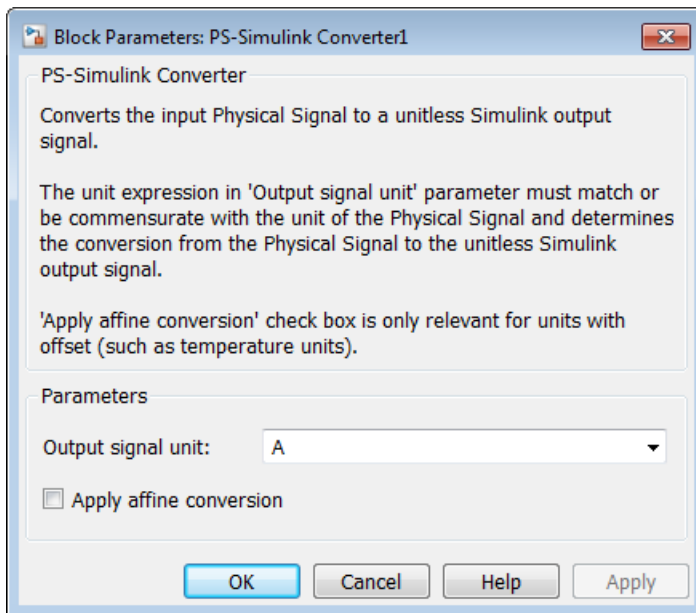 Block Parameters: PS-Simulink Converter1
PS-Simulink Converter
Converts the input Physical Signal to a unitless Simulink output
signal.
The unit expression in 'Output signal unit' parameter must match or
be commensurate with the unit of the Physical Signal and determines
the conversion from the Physical Signal to the unitless Simulink
output signal.
'Apply affine conversion' check box is only relevant for units with
offset (such as temperature units).
Parameters
Output signal unit: A
Apply affine conversion
OK Cancel Help Apply